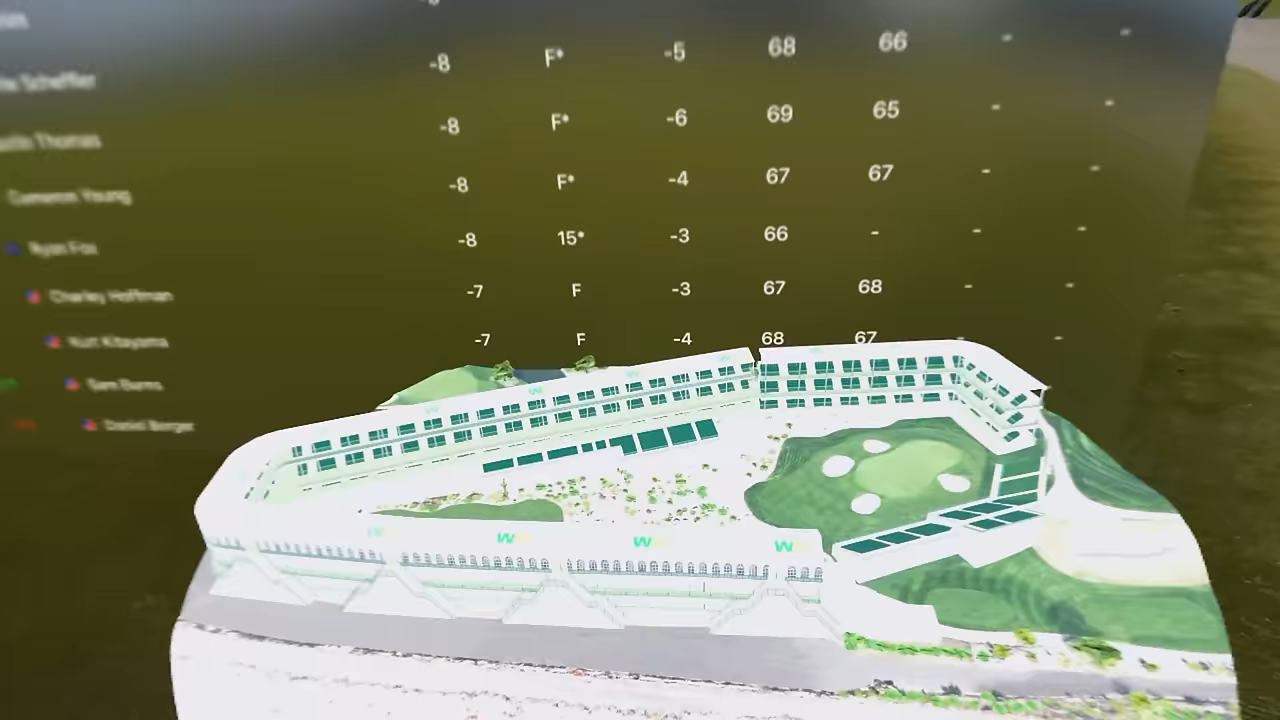 -8 F* -5 68 66 - -
Scheffler
-8 F* -6 69 65 - -
Thomas
-8 F* -4 67 67 - -
Cameron Young
-8 15* -3 66 - - -
Ryan Fox
-7 F -3 67 68 - -
Charley Hoffman
-7 F -4 68 67 - -
Kurt Kitayama
Sam Burns
Daniel Berger
W W W